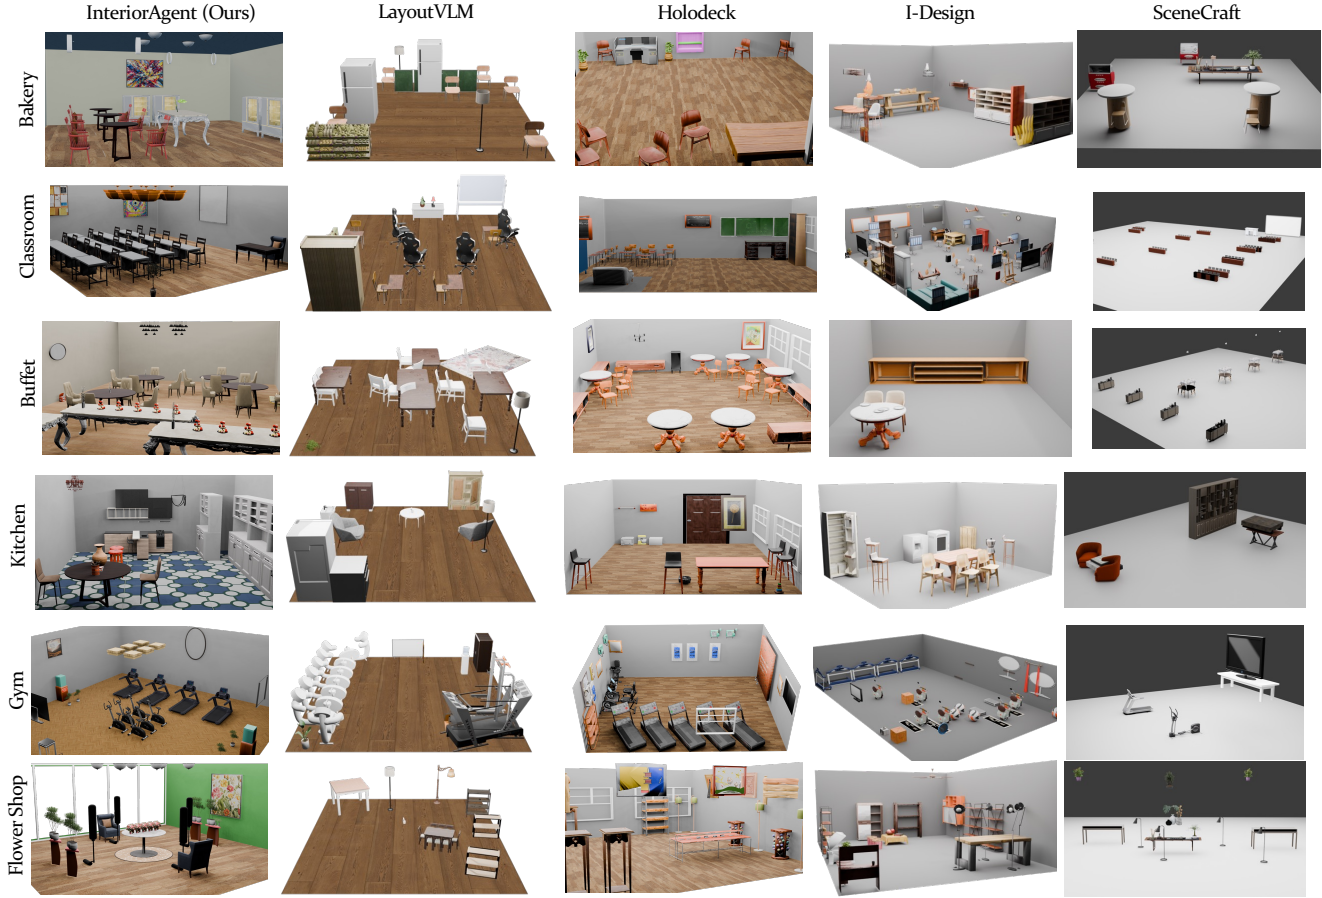 InteriorAgent (Ours) LayoutVLM Holodeck I-Design SceneCraft
Bakery
Classroom
Buffet
Kitchen
Gym
Flower Shop